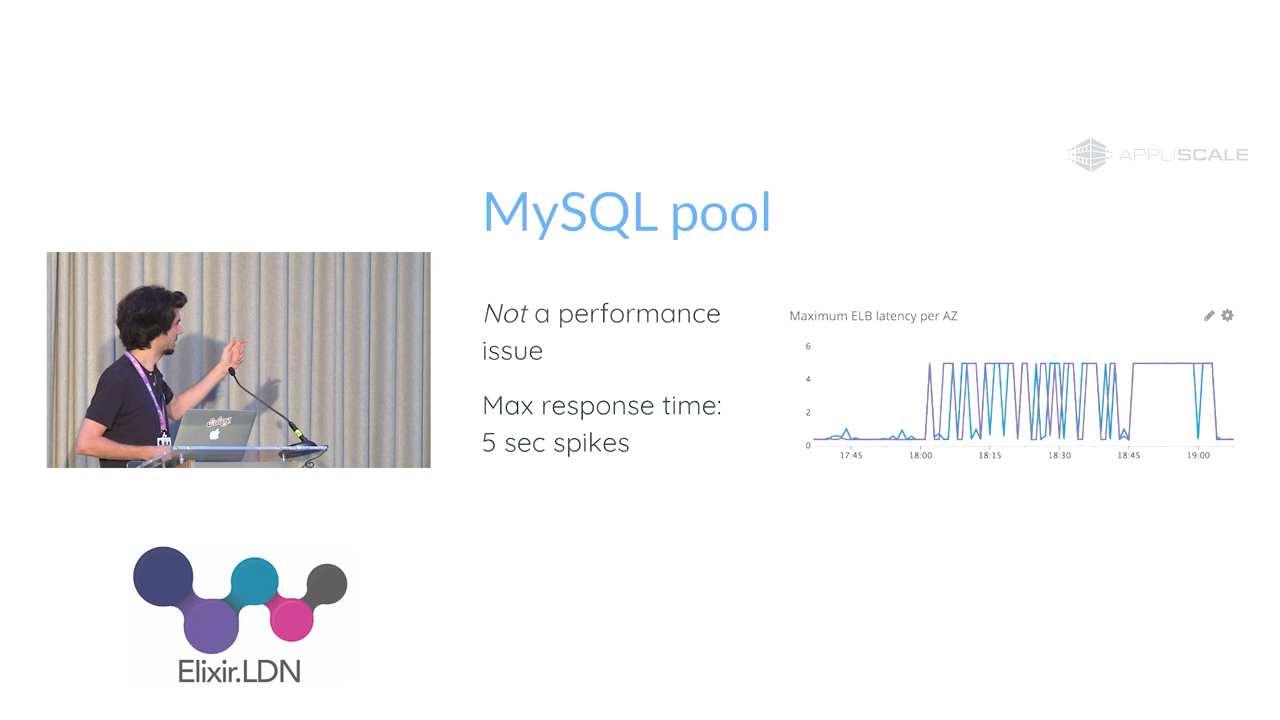 APPLISCALE
MySQL pool
Not a performance
issue
Max response time:
5 sec spikes
Maximum ELB latency per AZ
6
4
2
0
17:45 18:00 18:15 18:30 18:45 19:00
Elixir.LDN